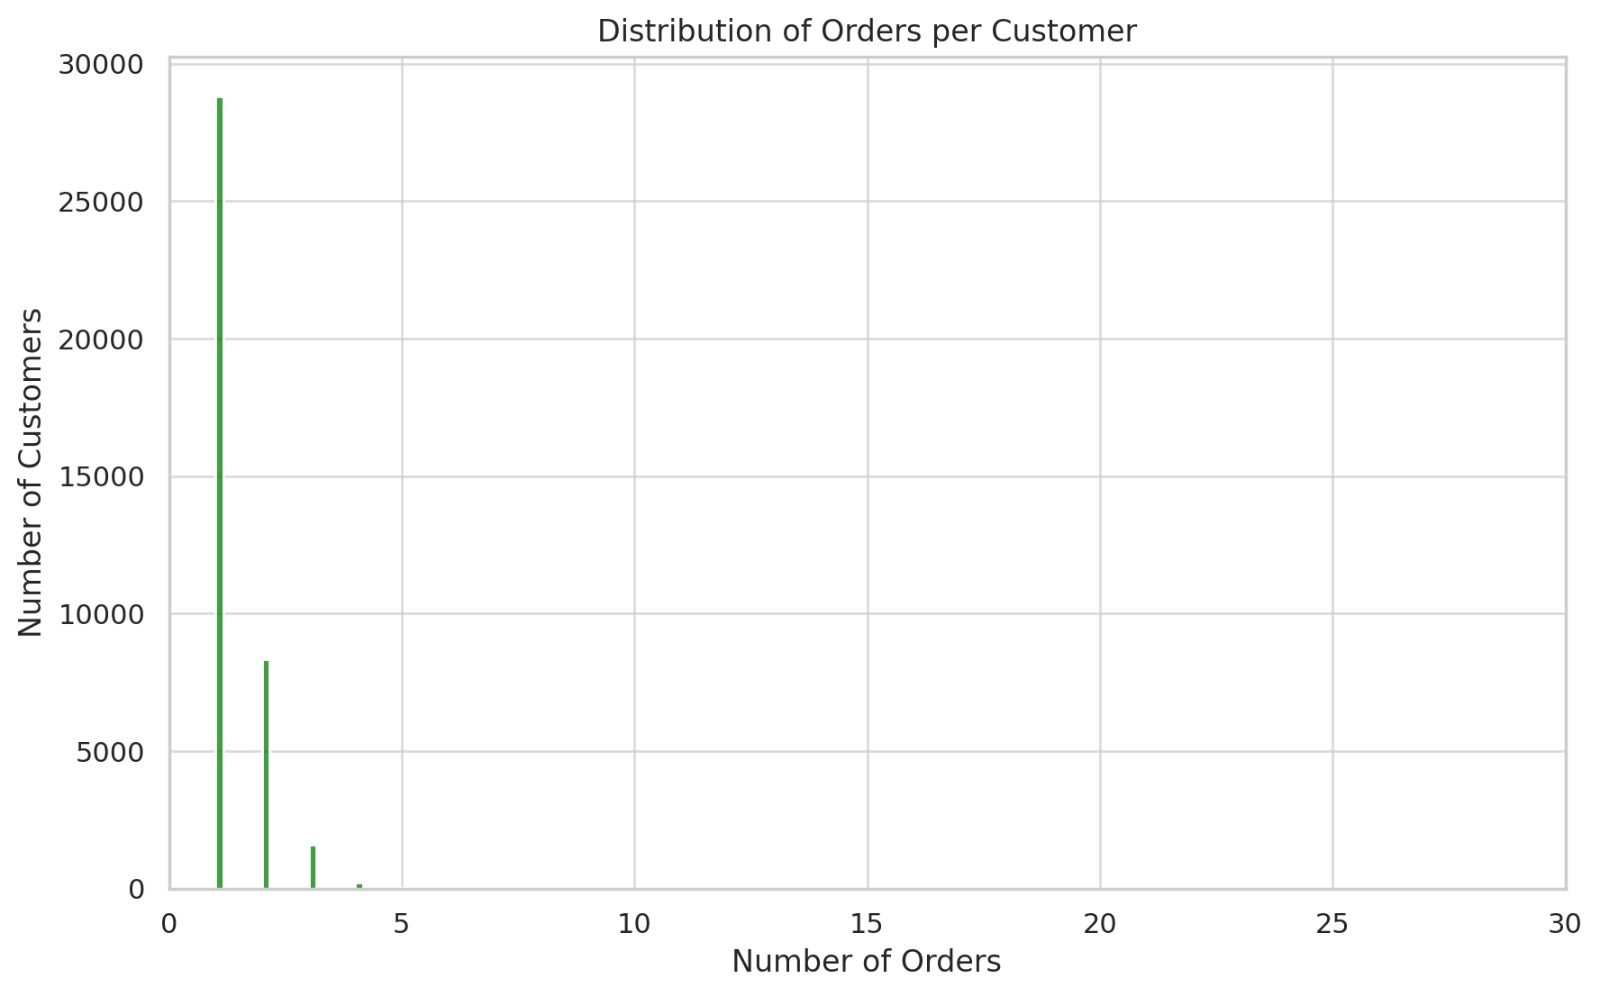 Distribution of Orders per Customer
30000
25000
20000
15000
10000
5000
0
Number of Customers
0 5 10 15 20 25 30
Number of Orders